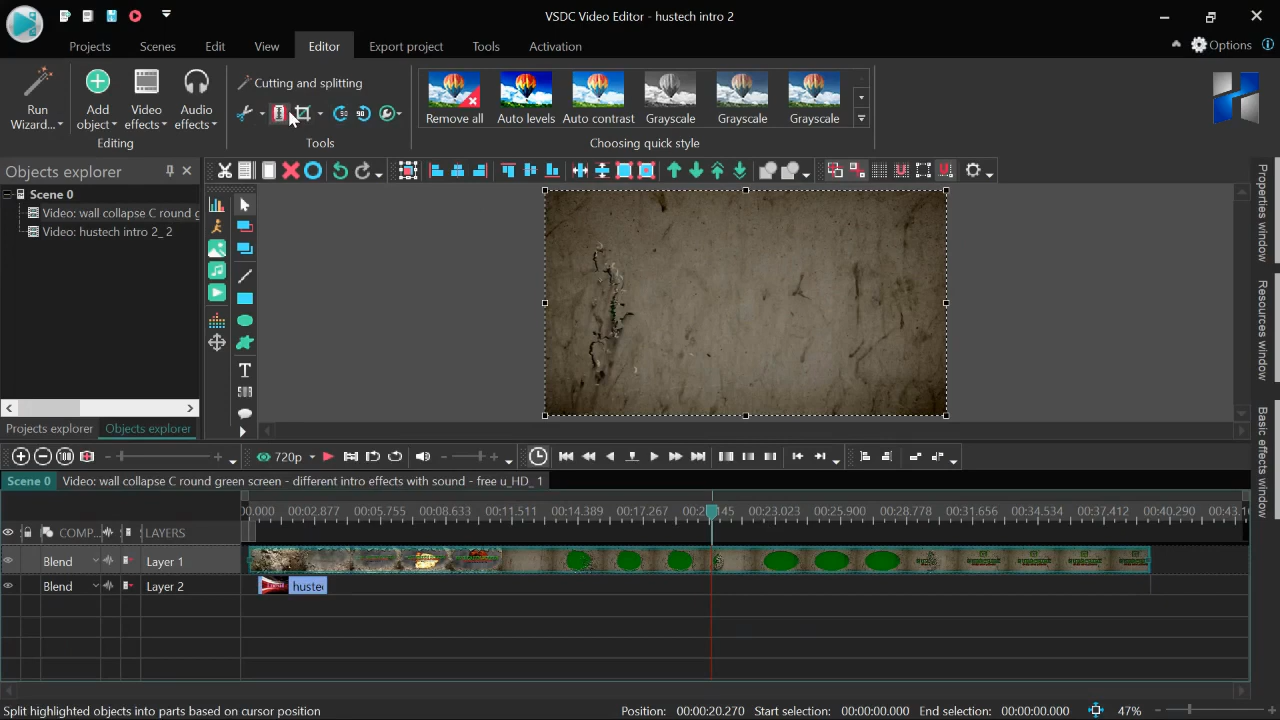 VSDC Video Editor - hustech intro 2
Projects Scenes Edit View Editor Export project Tools Activation
Options
Cutting and splitting
Run Wizard...
Add object
Video effects
Audio effects
Editing
Tools
Remove all Auto levels Auto contrast Grayscale Grayscale Grayscale
Choosing quick style
Objects explorer
Scene 0
Video: wall collapse C round g
Video: hustech intro 2_ 2
Projects explorer Objects explorer
T
Properties window
Resources window
Basic effects window
720p
Scene 0 Video: wall collapse C round green screen - different intro effects with sound - free u_HD_ 1
0.000 00:02.877 00:05.755 00:08.633 00:11.511 00:14.389 00:17.267 145 00:23.023 00:25.900 00:28.778 00:31.656 00:34.534 00:37.412 00:40.290 00:43.1
COMP... LAYERS
Blend Layer 1
Blend Layer 2
huste
Split highlighted objects into parts based on cursor position
Position: 00:00:20.270 Start selection: 00:00:00.000 End selection: 00:00:00.000 47%